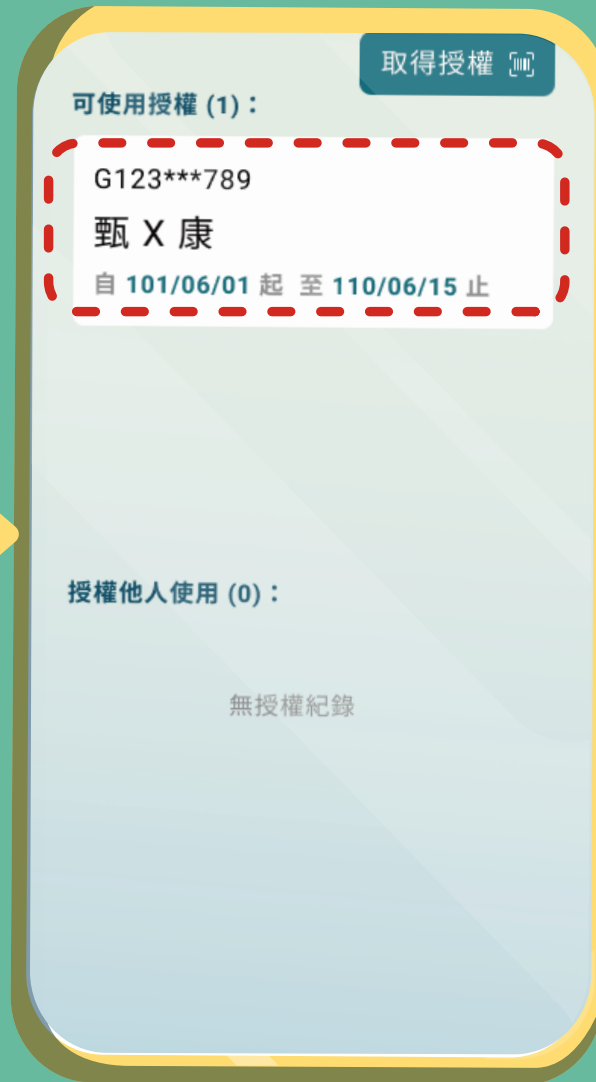 取得授權
可使用授權 (1)：
G123***789
甄 X 康
自 101/06/01 起 至 110/06/15 止
授權他人使用 (0)：
無授權紀錄